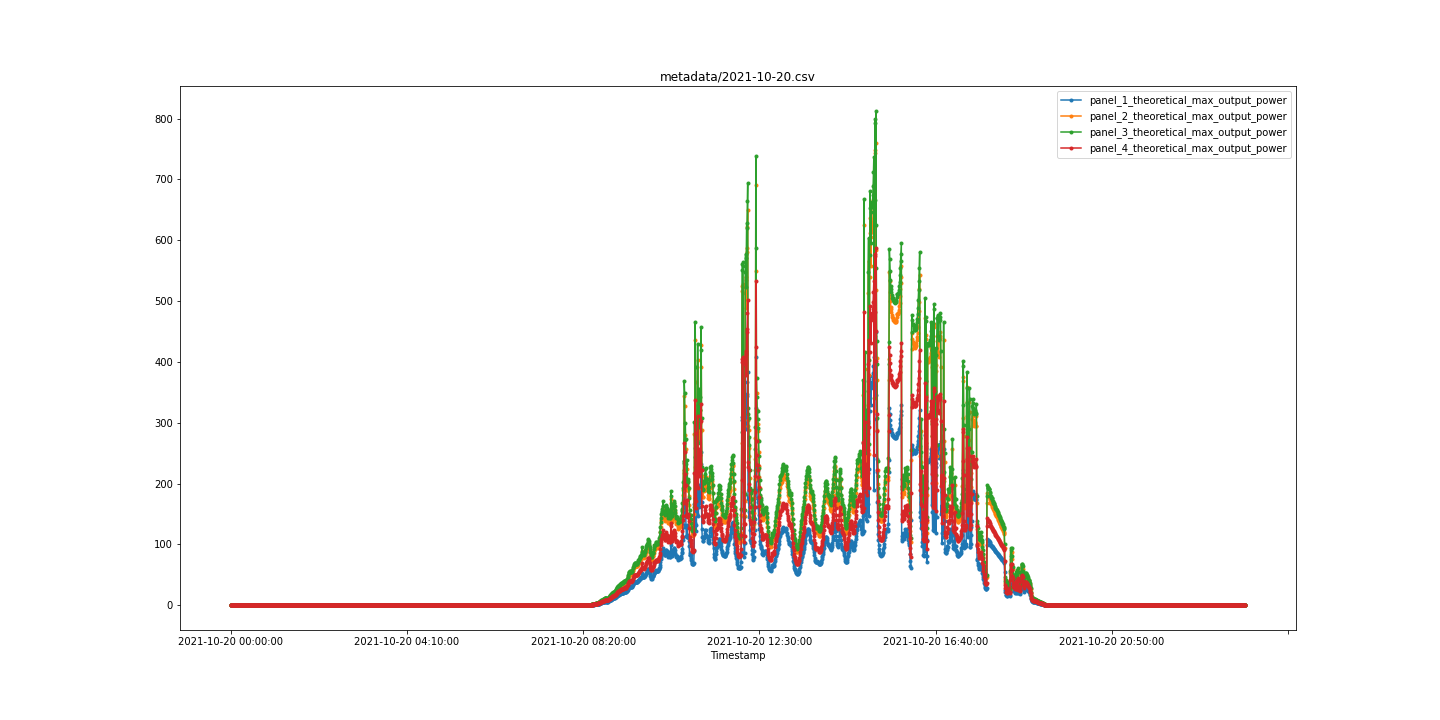 metadata/2021-10-20.csv
panel_1_theoretical_max_output_power
panel_2_theoretical_max_output_power
panel_3_theoretical_max_output_power
panel_4_theoretical_max_output_power
800
700
600
500
400
300
200
100
0
2021-10-20 00:00:00 2021-10-20 04:10:00 2021-10-20 08:20:00 2021-10-20 12:30:00 2021-10-20 16:40:00 2021-10-20 20:50:00
Timestamp